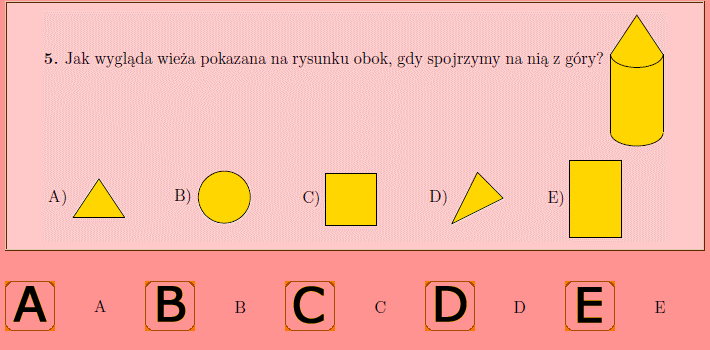 5. Jak wygląda wieża pokazana na rysunku obok, gdy spojrzymy na nią z góry?
A) B) C) D) E)
A A B B C C D D E E